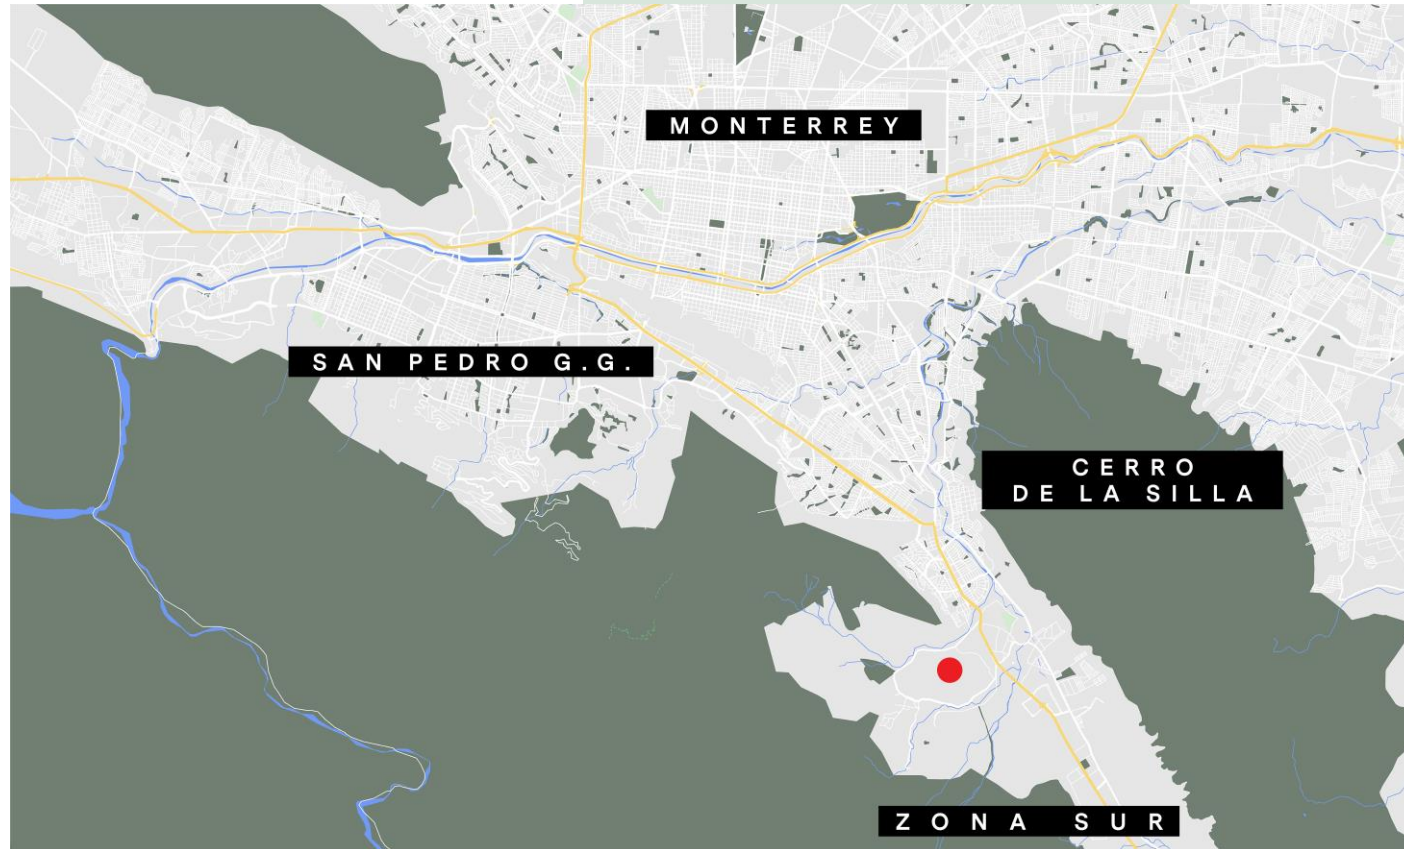 MONTERREY
SAN PEDRO G.G.
CERRO
DE LA SILLA
ZONA SUR